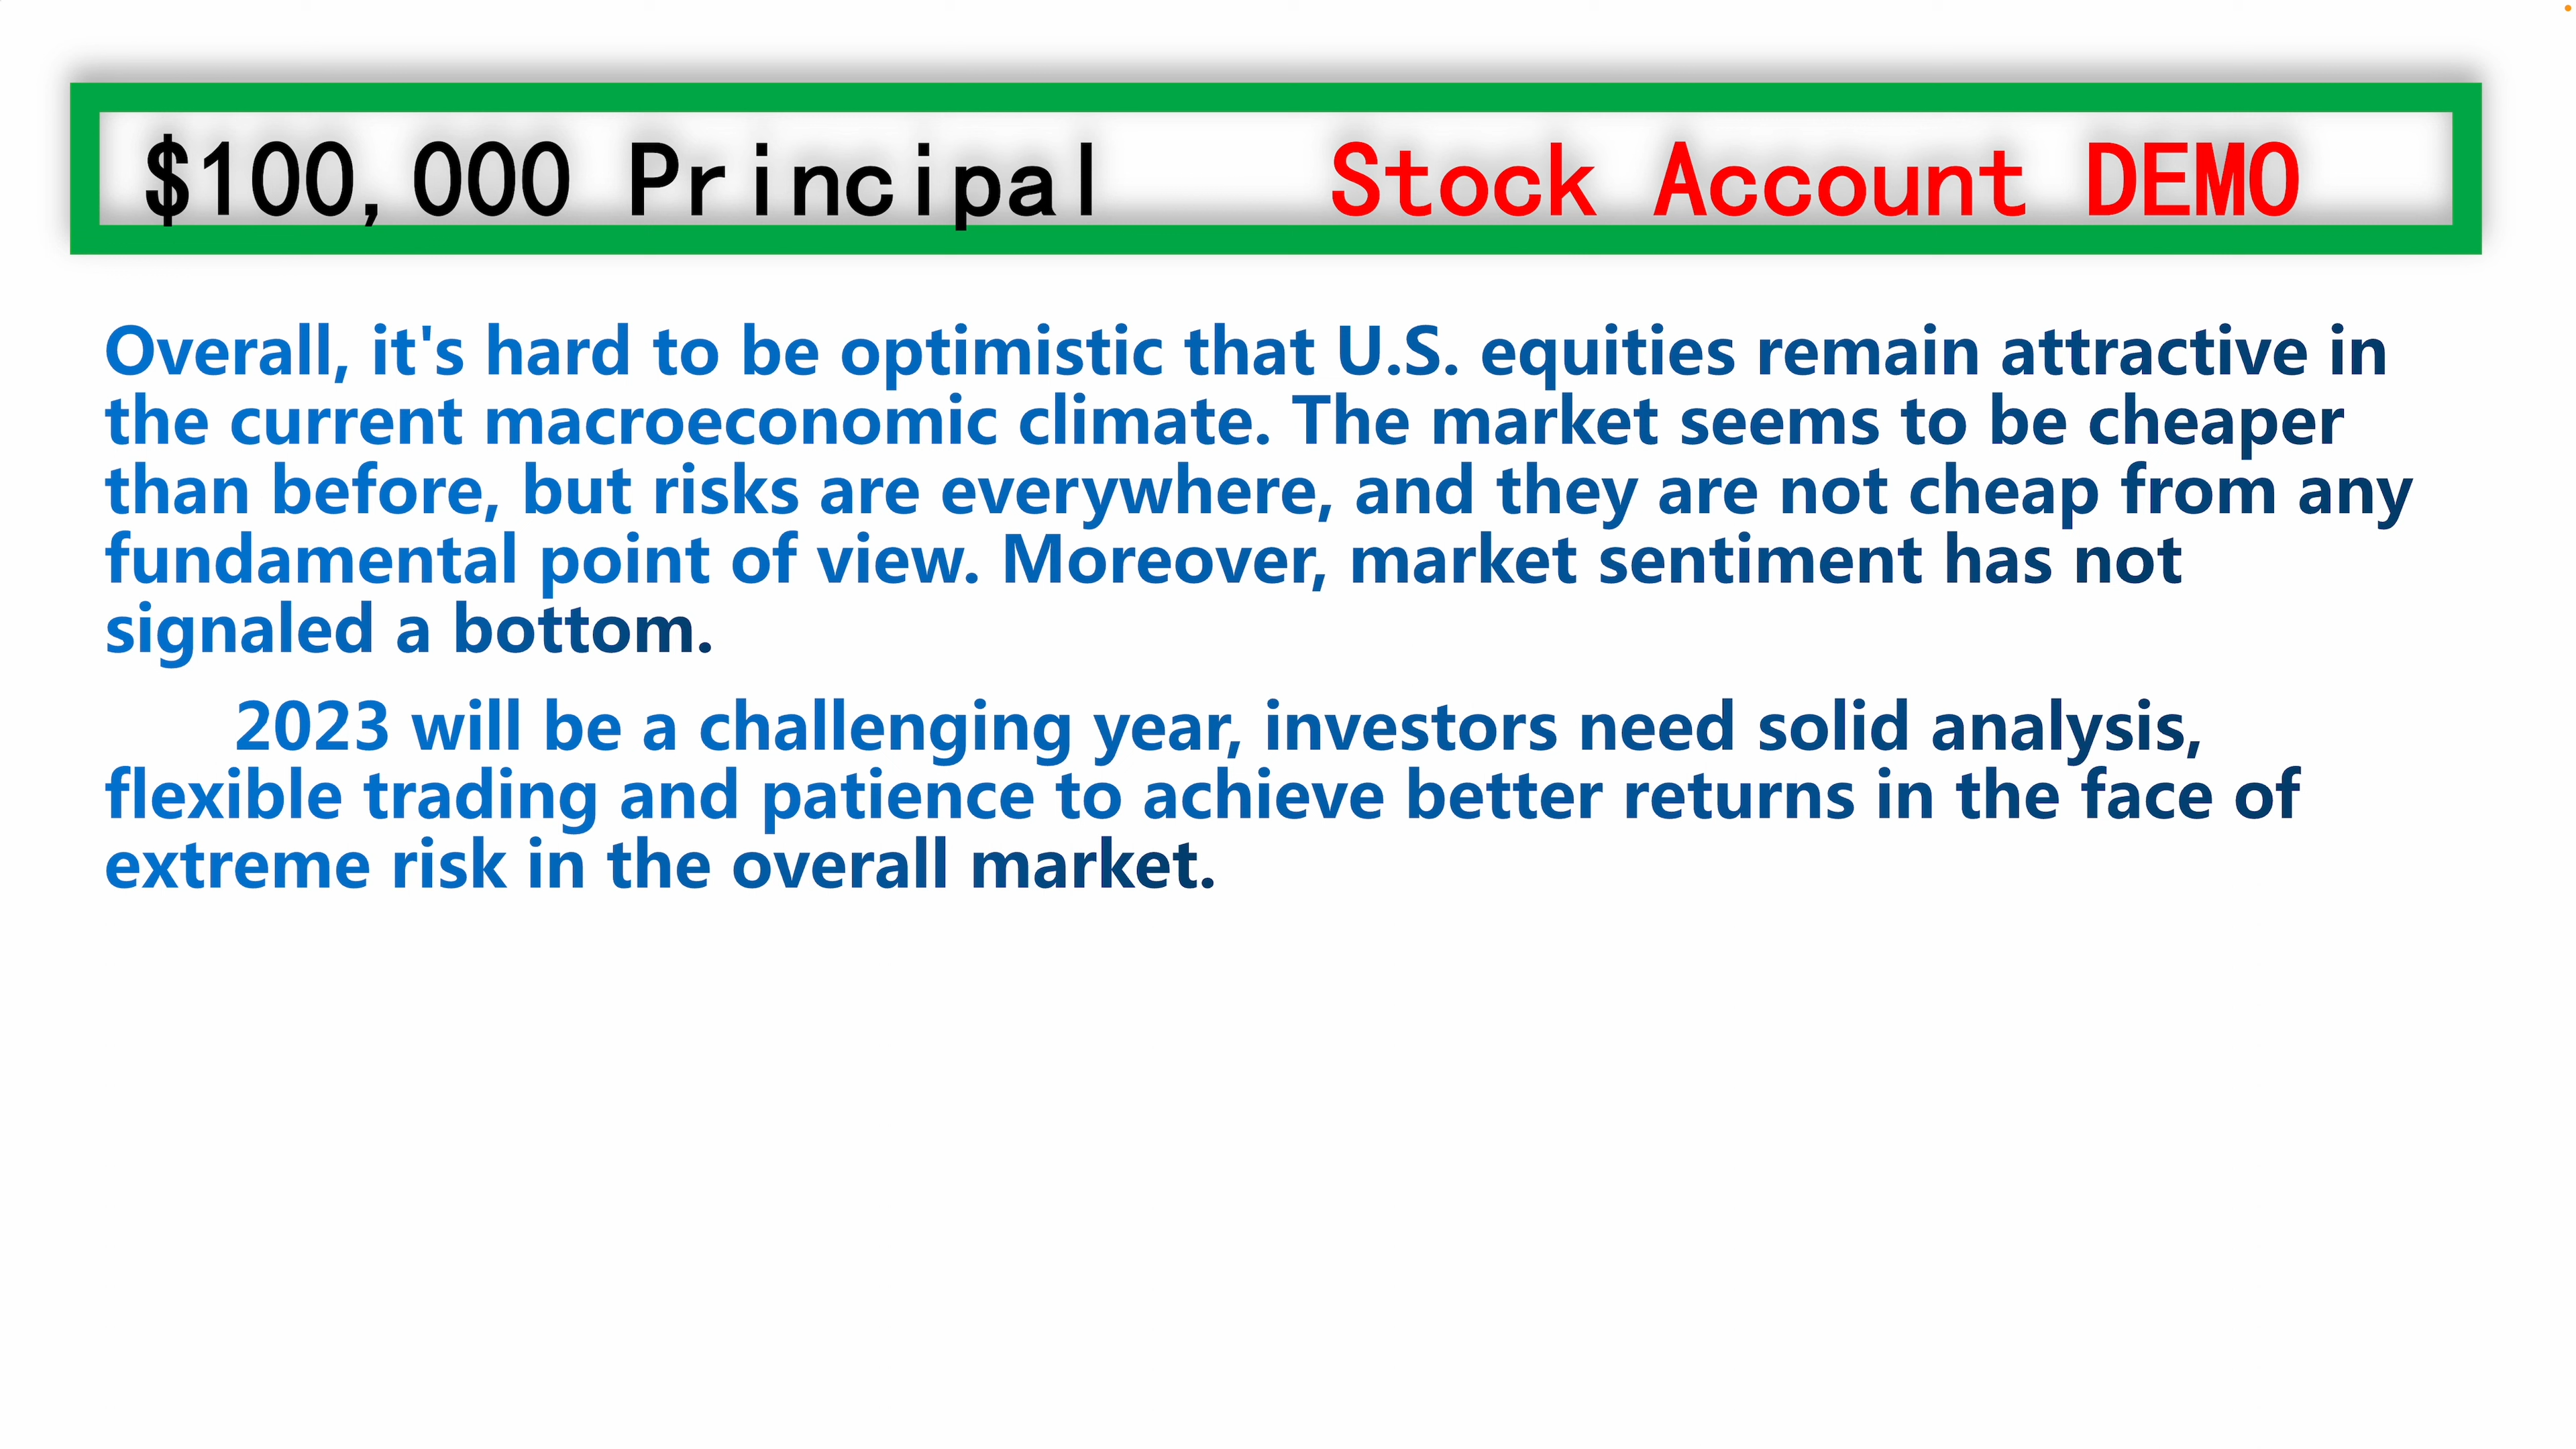 $100,000 Principal Stock Account DEMO
Overall, it's hard to be optimistic that U.S. equities remain attractive in
the current macroeconomic climate. The market seems to be cheaper
than before, but risks are everywhere, and they are not cheap from any
fundamental point of view. Moreover, market sentiment has not
signaled a bottom.
2023 will be a challenging year, investors need solid analysis,
flexible trading and patience to achieve better returns in the face of
extreme risk in the overall market.